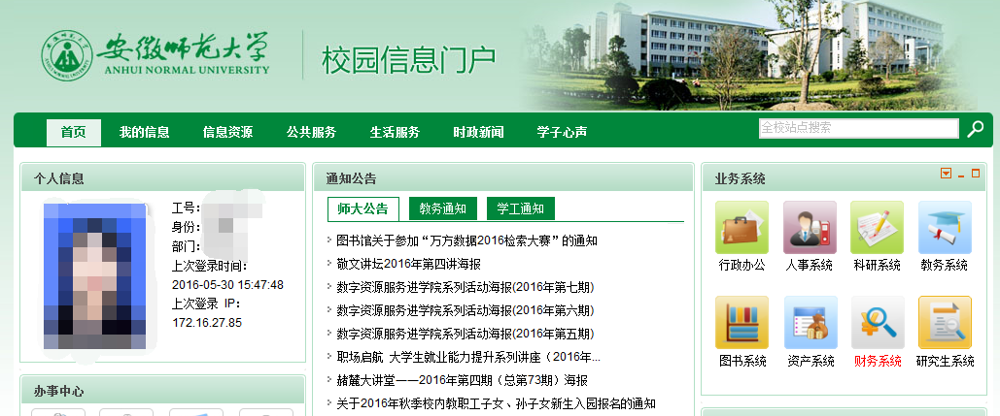 安徽师范大学
ANHUI NORMAL UNIVERSITY
校园信息门户
首页 我的信息 信息资源 公共服务 生活服务 时政新闻 学子心声
全校站点搜索
个人信息
工号：
身份：
部门：
上次登录时间：
2016-05-30 15:47:48
上次登录 IP：
172.16.27.85
办事中心
通知公告
师大公告 教务通知 学工通知
图书馆关于参加“万方数据2016检索大赛”的通知
敬文讲坛2016年第四讲海报
数字资源服务进学院系列活动海报(2016年第七期)
数字资源服务进学院系列活动海报(2016年第六期)
数字资源服务进学院系列活动海报(2016年第五期)
职场启航 大学生就业能力提升系列讲座（2016年...
赭麓大讲堂——2016年第四期（总第73期）海报
关于2016年秋季校内教职工子女、孙子女新生入园报名的通知
业务系统
行政办公 人事系统 科研系统 教务系统
图书系统 资产系统 财务系统 研究生系统